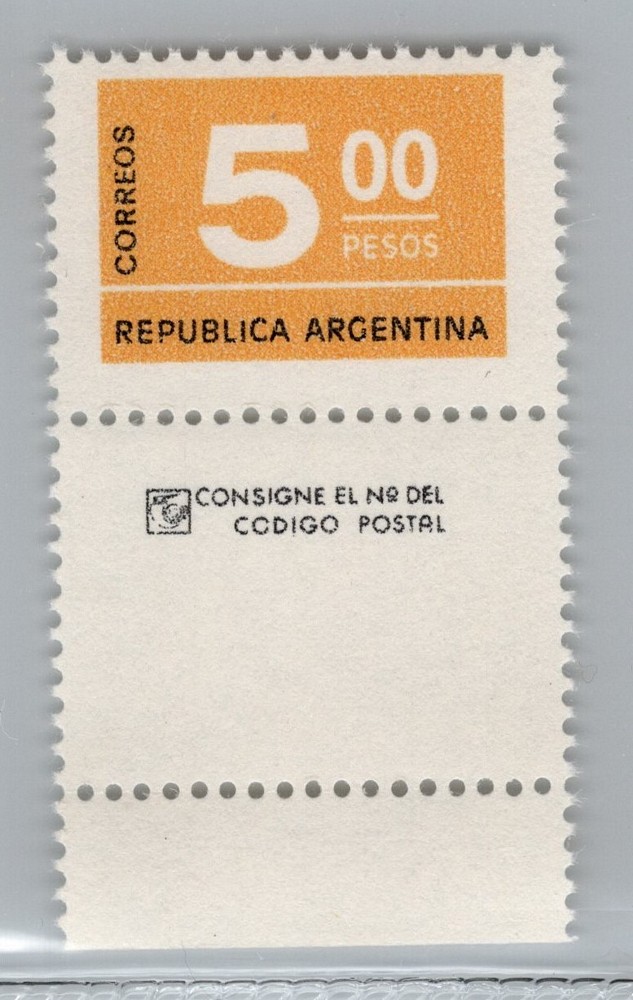 CORREOS
5 00
PESOS
REPUBLICA ARGENTINA
CONSIGNE EL Nº DEL
CODIGO POSTAL